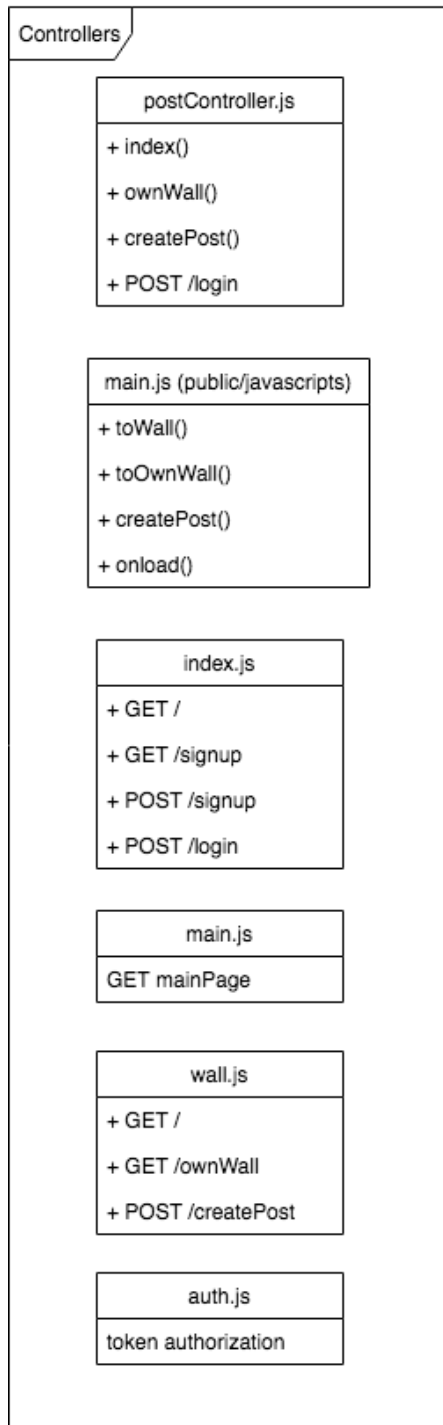 Controllers
postController.js
+ index()
+ ownWall()
+ createPost()
+ POST /login
main.js (public/javascripts)
+ toWall()
+ toOwnWall()
+ createPost()
+ onload()
index.js
+ GET /
+ GET /signup
+ POST /signup
+ POST /login
main.js
GET mainPage
wall.js
+ GET /
+ GET /ownWall
+ POST /createPost
auth.js
token authorization